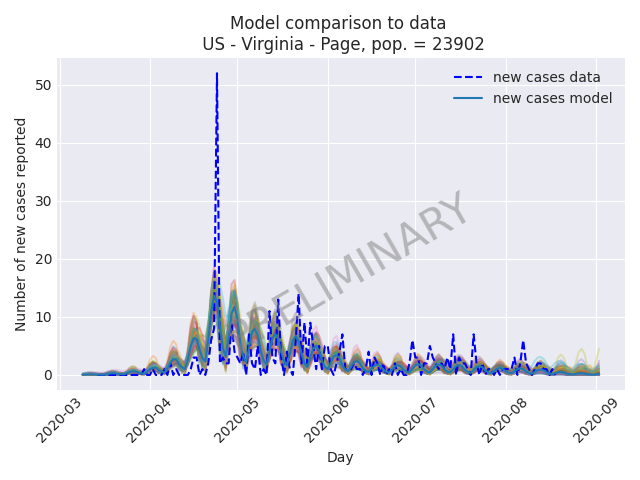 Model comparison to data
US - Virginia - Page, pop. = 23902
new cases data
new cases model
Number of new cases reported
50
40
30
20
10
0
PRELIMINARY
2020-03
2020-04
2020-05
2020-06
2020-07
2020-08
2020-09
Day